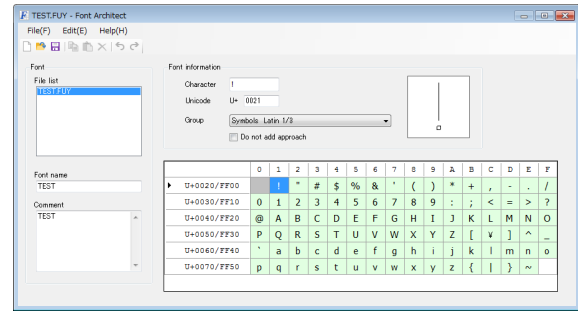 TEST.FUY - Font Architect
File(F) Edit(E) Help(H)
Font
File list
TEST.FUY
Font name
TEST
Comment
TEST
Font information
Character !
Unicode U+ 0021
Group Symbols Latin 1/3
Do not add approach
0 1 2 3 4 5 6 7 8 9 A B C D E F
U+0020/FF00 ! " # $ % & ' ( ) * + , - . /
U+0030/FF10 0 1 2 3 4 5 6 7 8 9 : ; < = > ?
U+0040/FF20 @ A B C D E F G H I J K L M N O
U+0050/FF30 P Q R S T U V W X Y Z [ ¥ ] ^ _
U+0060/FF40 ` a b c d e f g h i j k l m n o
U+0070/FF50 p q r s t u v w x y z { | } ~